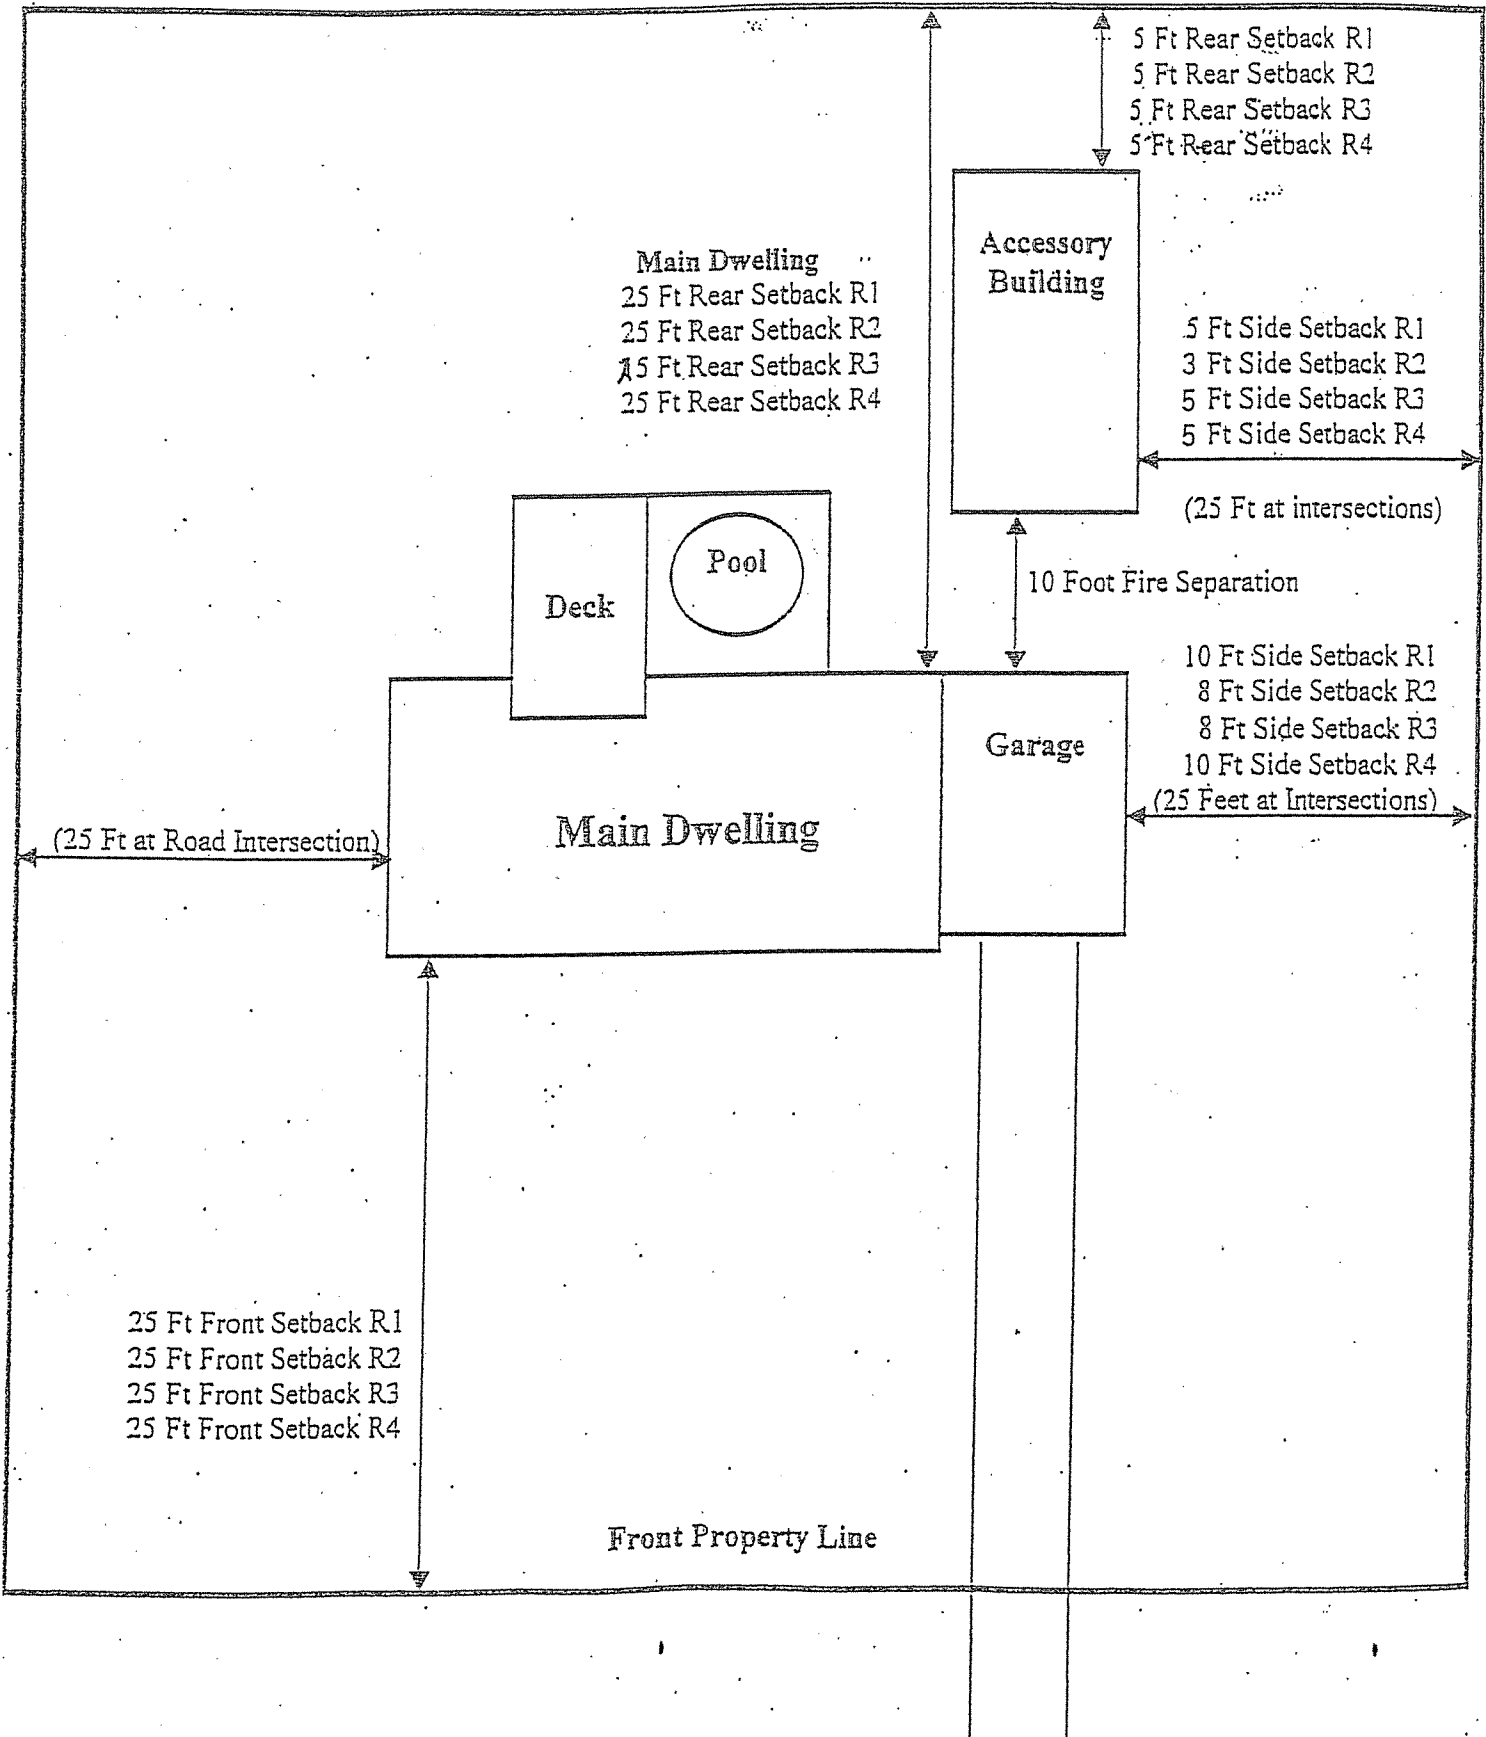 5 Ft Rear Setback R1
5 Ft Rear Setback R2
5 Ft Rear Setback R3
5 Ft Rear Setback R4
Accessory
Building
Main Dwelling
25 Ft Rear Setback R1
25 Ft Rear Setback R2
Ft Rear Setback R3
25 Ft Rear Setback R4
5 Ft Side Setback R1
3 Ft Side Setback R2
5 Ft Side Setback R3
5 Ft Side Setback R4
(25 Ft at intersections)
Pool
Deck
10 Foot Fire Separation
10 Ft Side Setback R1
8 Ft Side Setback R2
8 Ft Side Setback R3
10 Ft Side Setback R4
(25 Feet at Intersections)
Garage
Main Dwelling
(25 Ft at Road Intersection)
25 Ft Front Setback R1
25 Ft Front Setback R2
25 Ft Front Setback R3
25 Ft Front Setback R4
Front Property Line